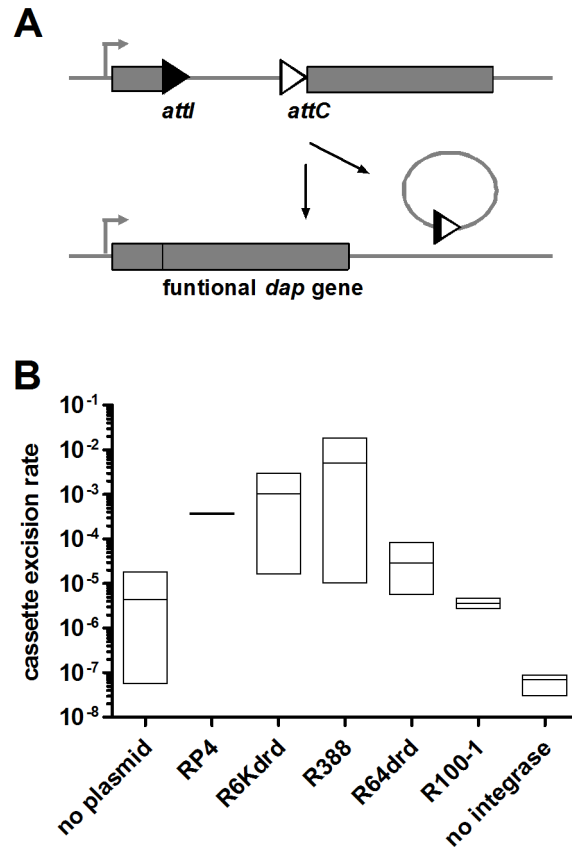 A
attI
attC
funtional dap gene
B
cassette excision rate
10-1
10-2
10-3
10-4
10-5
10-6
10-7
10-8
no plasmid
RP4
R6Kdrd
R388
R64drd
R100-1
no integrase